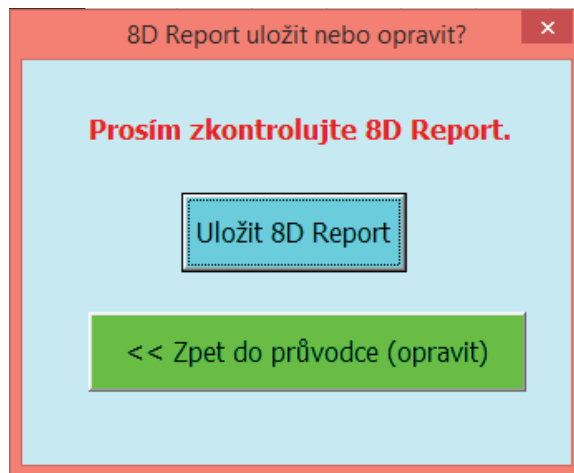 8D Report uložit nebo opravit?
Prosím zkontrolujte 8D Report.
Uložit 8D Report
<< Zpet do průvodce (opravit)